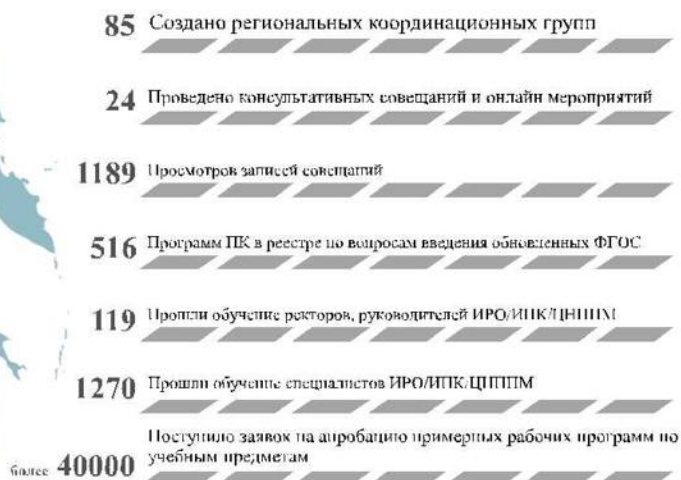 85 Создано региональных координационных групп
24 Проведено консультативных совещаний и онлайн мероприятий
1189 Просмотров записей совещаний
516 Программ ПК в реестре по вопросам введения обновленных ФГОС
119 Прошли обучение ректоров, руководителей ИРО/ИПК/ЦНППМ
1270 Прошли обучение специалистов ИРО/ИПК/ЦНППМ
Поступило заявок на апробацию примерных рабочих программ по
более 40000 учебным предметам